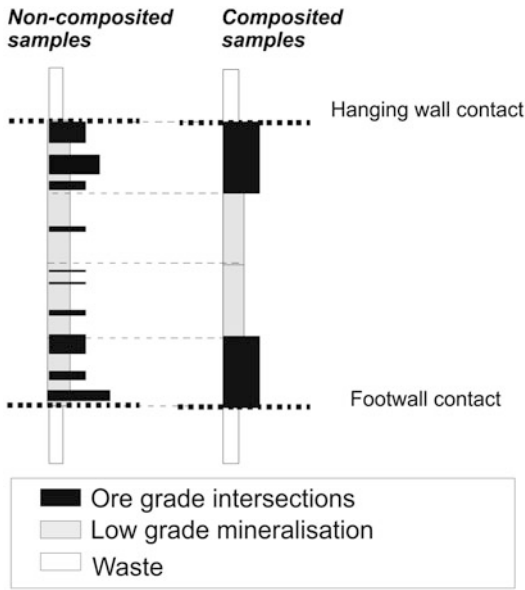 Non-composited
samples
Composited
samples
Hanging wall contact
Footwall contact
Ore grade intersections
Low grade mineralisation
Waste